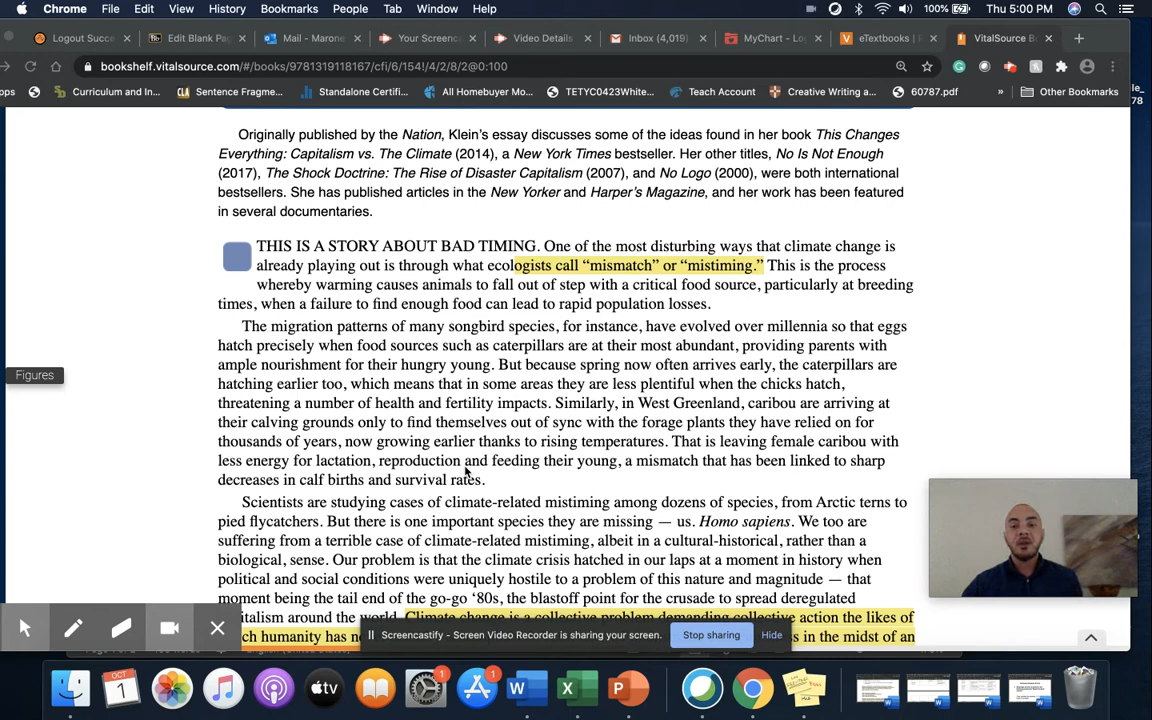 Chrome File Edit View History Bookmarks People Tab Window Help 100% Thu 5:00 PM
Logout Succe Edit Blank Pag Mail - Marone Your Screenca Video Details Inbox (4,019) MyChart - Lo eTextbooks | VitalSource Bo
bookshelf.vitalsource.com/#/books/9781319118167/cfi/6/154!/4/2/8/2@0:100
pps Curriculum and In... Sentence Fragme... Standalone Certifi... All Homebuyer Mo... TETYC0423White... Teach Account Creative Writing a... 60787.pdf » Other Bookmarks
78
Originally published by the Nation, Klein's essay discusses some of the ideas found in her book This Changes
Everything: Capitalism vs. The Climate (2014), a New York Times bestseller. Her other titles, No Is Not Enough
(2017), The Shock Doctrine: The Rise of Disaster Capitalism (2007), and No Logo (2000), were both international
bestsellers. She has published articles in the New Yorker and Harper's Magazine, and her work has been featured
in several documentaries.
THIS IS A STORY ABOUT BAD TIMING. One of the most disturbing ways that climate change is
already playing out is through what ecologists call “mismatch” or “mistiming.” This is the process
whereby warming causes animals to fall out of step with a critical food source, particularly at breeding
times, when a failure to find enough food can lead to rapid population losses.
The migration patterns of many songbird species, for instance, have evolved over millennia so that eggs
hatch precisely when food sources such as caterpillars are at their most abundant, providing parents with
ample nourishment for their hungry young. But because spring now often arrives early, the caterpillars are
Figures
hatching earlier too, which means that in some areas they are less plentiful when the chicks hatch,
threatening a number of health and fertility impacts. Similarly, in West Greenland, caribou are arriving at
their calving grounds only to find themselves out of sync with the forage plants they have relied on for
thousands of years, now growing earlier thanks to rising temperatures. That is leaving female caribou with
less energy for lactation, reproduction and feeding their young, a mismatch that has been linked to sharp
decreases in calf births and survival rates.
Scientists are studying cases of climate-related mistiming among dozens of species, from Arctic terns to
pied flycatchers. But there is one important species they are missing — us. Homo sapiens. We too are
suffering from a terrible case of climate-related mistiming, albeit in a cultural-historical, rather than a
biological, sense. Our problem is that the climate crisis hatched in our laps at a moment in history when
political and social conditions were uniquely hostile to a problem of this nature and magnitude — that
moment being the tail end of the go-go ‘80s, the blastoff point for the crusade to spread deregulated
italism around the world. Climate change is a collective problem demanding collective action the likes of
ch humanity has s in the midst of an
Screencastify - Screen Video Recorder is sharing your screen. Stop sharing Hide
OCT 1 tv 1 1 W X P